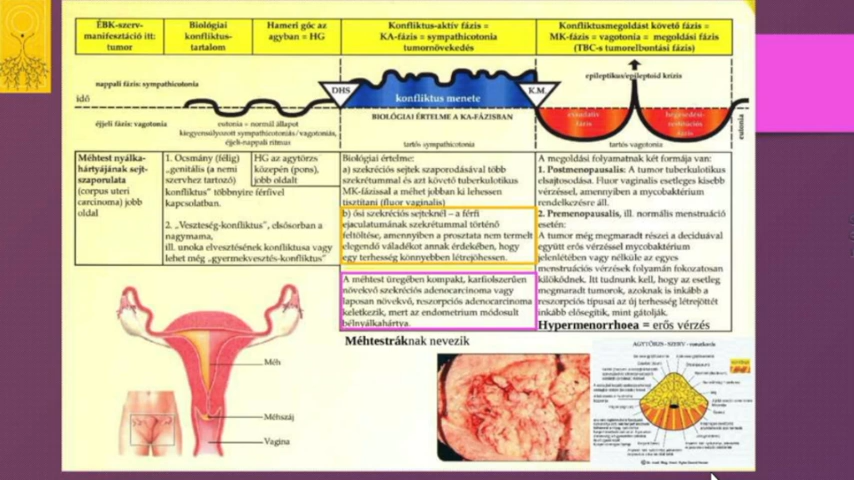 ÉBK-szerv-
manifesztáció itt:
tumor
Biológiai
konfliktus-
tartalom
Hameri góc az
agyban = HG
Konfliktus-aktív fázis =
KA-fázis = sympathicotonia
tumornövekedés
Konfliktusmegoldást követő fázis =
MK-fázis = vagotonia = megoldási fázis
(TBC-s tumorelbontási fázis)
nappali fázis: sympathicotonia
idő
DHS
konfliktus menete
K.M.
epileptikus/epileptoid krízis
éjjeli fázis: vagotonia
eutonia = normál állapot
kiegyensúlyozott sympathicotonias/vagotoniás,
éjjeli-nappali ritmus
BIOLÓGIAI ÉRTELME A KA-FÁZISBAN
tartós sympathicotonia
exudatív
fázis
fázis
tartós vagotonia
eutonia
Méhtest nyálka-
hártyájának sejt-
szaporulata
(corpus uteri
carcinoma) jobb
oldal
1. Ocsmány (félig)
„genitális (a nemi
szervhez tartozó)
konfliktus” többnyire férfivel
kapcsolatban.
2. „Veszteség-konfliktus”, elsősorban a
nagymama,
ill. unoka elvesztésének konfliktusa vagy
lehet még „gyermekvesztés-konfliktus”
HG az agytörzs
közepén (pons),
jobb oldalt
Biológiai értelme:
a) szekréciós sejtek szaporodásával több
szekrétummal és azt követő tuberkulotikus
MK-fázissal a méhet jobban ki lehessen
tisztítani (fluor vaginalis)
b) ősi szekréciós sejteknél – a férfi
ejaculatumának szekrétummal történő
feltöltése, amennyiben a prosztata nem termelt
elegendő váladékot annak érdekében, hogy
egy terhesség könnyebben létrejöhessen.
A méhtest üregében kompakt, karfiolszerűen
növekvő szekréciós adenocarcinoma vagy
laposan növekvő, reszorpciós adenocarcinoma
keletkezik, mert az endometrium módosult
bélnyálkahártya.
A megoldási folyamatnak két formája van:
1. Postmenopausalis: A tumor tuberkulotikus
elsajtosodása. Fluor vaginalis esetleges kisebb
vérzéssel, amennyiben a mycobactérium
rendelkezésre áll.
2. Premenopausalis, ill. normális menstruáció
esetén:
A tumor még megmaradt részei a deciduával
együtt erős vérzéssel mycobactérium
jelenlétében vagy nélküle az egyes
menstruációs vérzések folyamán fokozatosan
kilökődnek. Itt tudnunk kell, hogy az esetleg
megmaradt tumorok, azoknak is inkább a
reszorpciós típusai az új terhesség létrejöttét
inkább elősegítik, mint gátolják.
Hypermenorrhoea = erős vérzés
Méhtestráknak nevezik
Méh
Méhszáj
Vagina
AGYTÖRZS - SZERV -